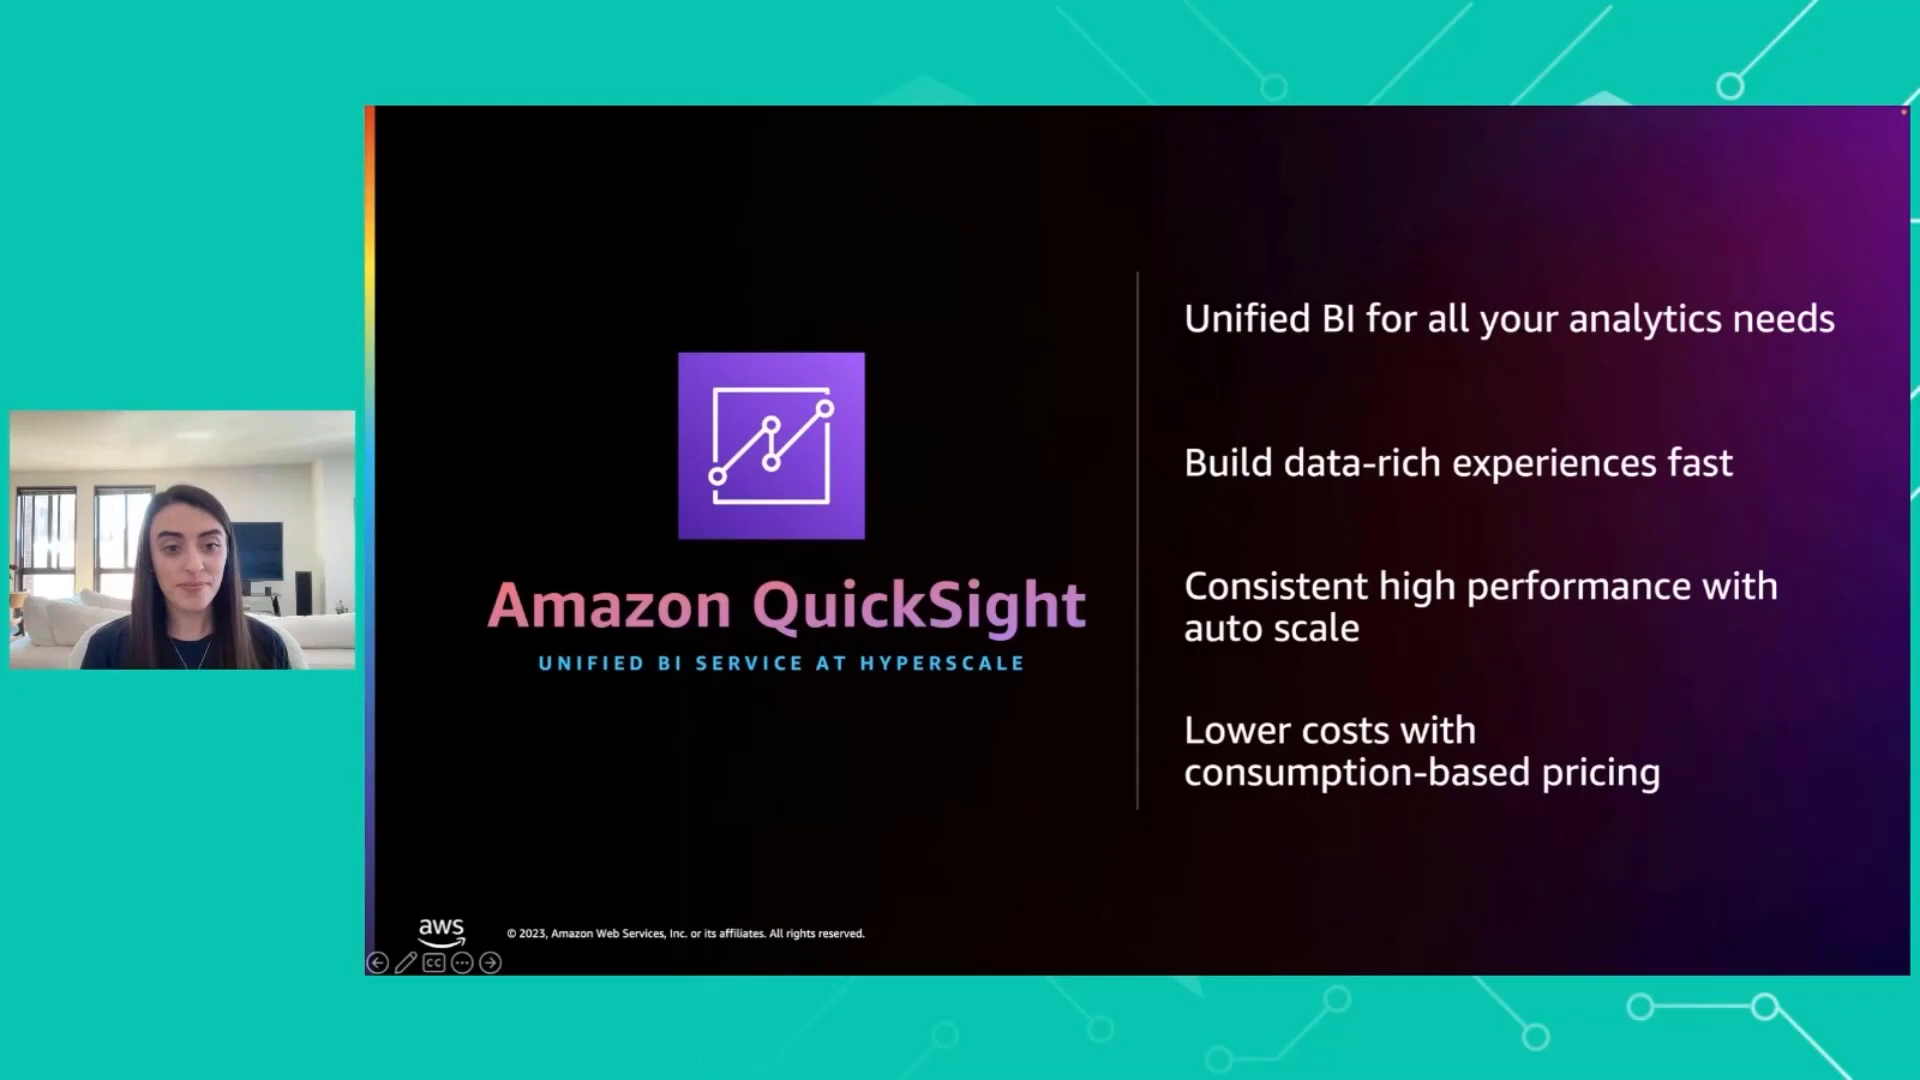 Amazon QuickSight
UNIFIED BI SERVICE AT HYPERSCALE
Unified BI for all your analytics needs
Build data-rich experiences fast
Consistent high performance with
auto scale
Lower costs with
consumption-based pricing
aws
© 2023, Amazon Web Services, Inc. or its affiliates. All rights reserved.
CC